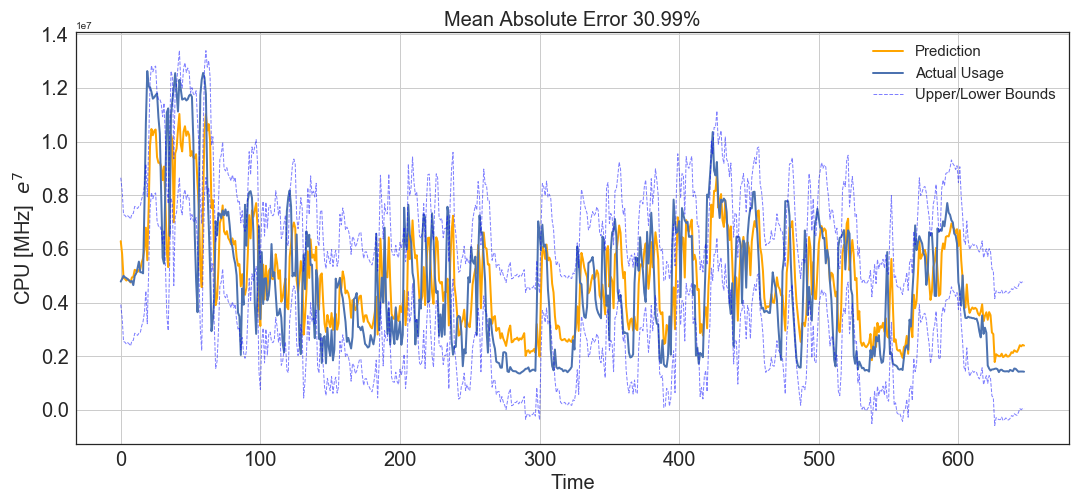 Mean Absolute Error 30.99%
1e7
1.4
1.2
1.0
0.8
0.6
0.4
0.2
0.0
CPU [MHz] e^7
Prediction
Actual Usage
Upper/Lower Bounds
0 100 200 300 400 500 600
Time